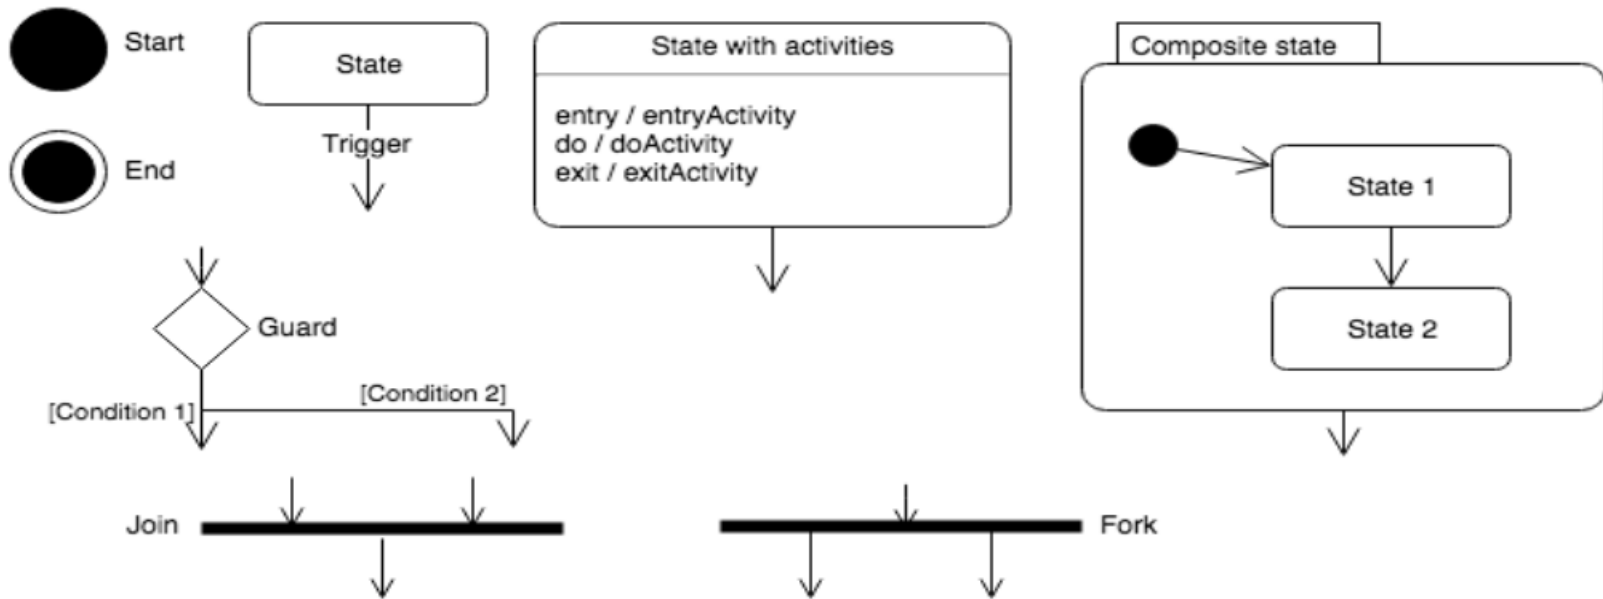 Start
State
State with activities
Composite state
entry / entryActivity
do / doActivity
exit / exitActivity
Trigger
End
State 1
Guard
State 2
[Condition 1]
[Condition 2]
Join
Fork